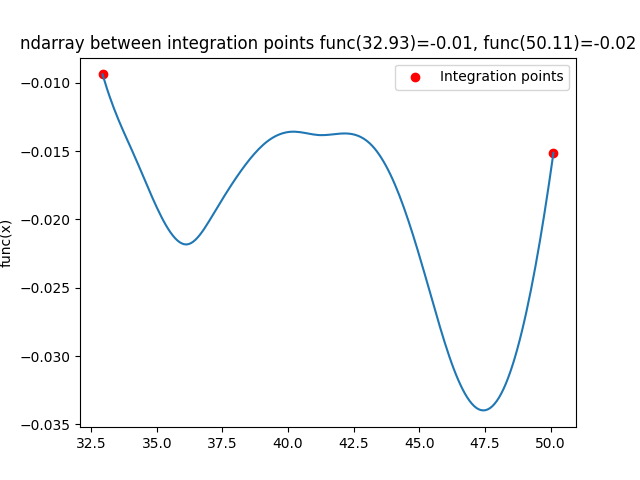 ndarray between integration points func(32.93)=-0.01, func(50.11)=-0.02
Integration points
func(x)
−0.010
−0.015
−0.020
−0.025
−0.030
−0.035
32.5 35.0 37.5 40.0 42.5 45.0 47.5 50.0